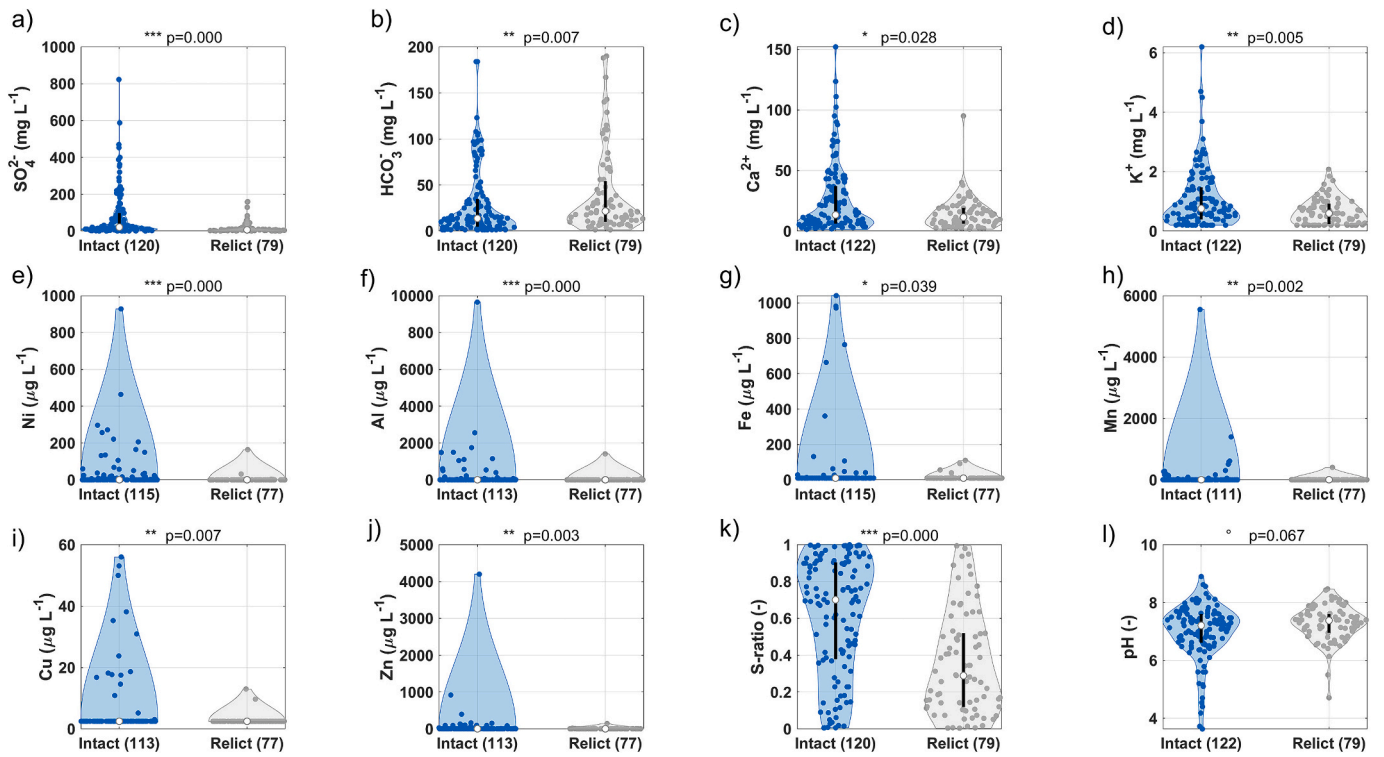 a)
*** p=0.000
1000
800
600
400
200
0
SO₄²⁻ (mg L⁻¹)
Intact (120)
Relict (79)
b)
** p=0.007
200
150
100
50
0
HCO₃⁻ (mg L⁻¹)
Intact (120)
Relict (79)
c)
* p=0.028
150
100
50
0
Ca²⁺ (mg L⁻¹)
Intact (122)
Relict (79)
d)
** p=0.005
6
4
2
0
K⁺ (mg L⁻¹)
Intact (122)
Relict (79)
e)
*** p=0.000
1000
800
600
400
200
0
Ni (μg L⁻¹)
Intact (115)
Relict (77)
f)
*** p=0.000
10000
8000
6000
4000
2000
0
Al (μg L⁻¹)
Intact (113)
Relict (77)
g)
* p=0.039
1000
800
600
400
200
0
Fe (μg L⁻¹)
Intact (115)
Relict (77)
h)
** p=0.002
6000
4000
2000
0
Mn (μg L⁻¹)
Intact (111)
Relict (77)
i)
** p=0.007
60
40
20
0
Cu (μg L⁻¹)
Intact (113)
Relict (77)
j)
** p=0.003
5000
4000
3000
2000
1000
0
Zn (μg L⁻¹)
Intact (113)
Relict (77)
k)
*** p=0.000
1
0.8
0.6
0.4
0.2
0
S-ratio (-)
Intact (120)
Relict (79)
l)
° p=0.067
10
8
6
4
pH (-)
Intact (122)
Relict (79)